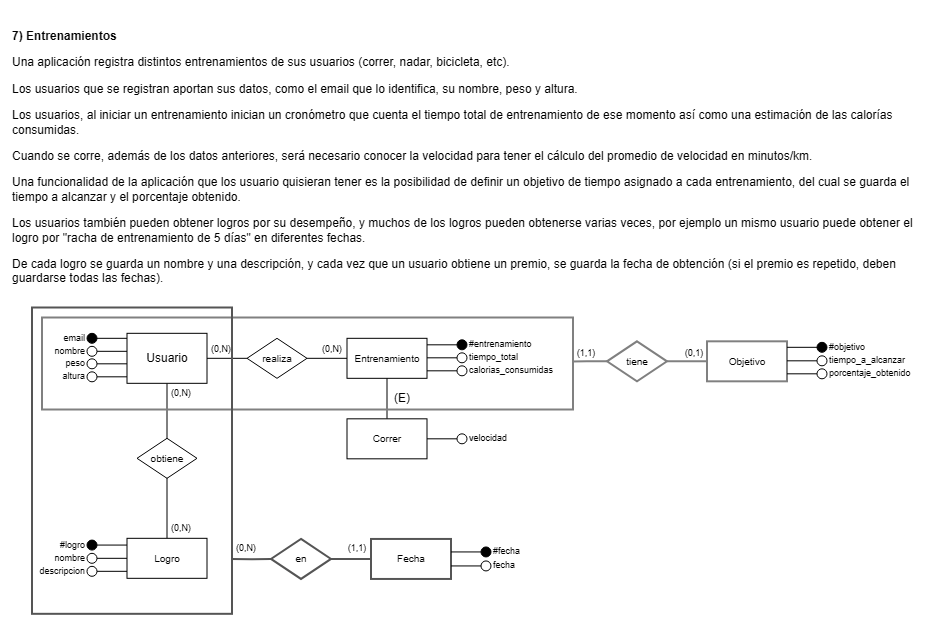 7) Entrenamientos
Una aplicación registra distintos entrenamientos de sus usuarios (correr, nadar, bicicleta, etc).
Los usuarios que se registran aportan sus datos, como el email que lo identifica, su nombre, peso y altura.
Los usuarios, al iniciar un entrenamiento inician un cronómetro que cuenta el tiempo total de entrenamiento de ese momento así como una estimación de las calorías
consumidas.
Cuando se corre, además de los datos anteriores, será necesario conocer la velocidad para tener el cálculo del promedio de velocidad en minutos/km.
Una funcionalidad de la aplicación que los usuario quisieran tener es la posibilidad de definir un objetivo de tiempo asignado a cada entrenamiento, del cual se guarda el
tiempo a alcanzar y el porcentaje obtenido.
Los usuarios también pueden obtener logros por su desempeño, y muchos de los logros pueden obtenerse varias veces, por ejemplo un mismo usuario puede obtener el
logro por "racha de entrenamiento de 5 días" en diferentes fechas.
De cada logro se guarda un nombre y una descripción, y cada vez que un usuario obtiene un premio, se guarda la fecha de obtención (si el premio es repetido, deben
guardarse todas las fechas).
email
nombre
peso
altura
Usuario
(0,N)
realiza
(0,N)
Entrenamiento
#entrenamiento
tiempo_total
calorias_consumidas
(1,1)
tiene
(0,1)
Objetivo
#objetivo
tiempo_a_alcanzar
porcentaje_obtenido
(0,N)
(E)
Correr
velocidad
obtiene
(0,N)
#logro
nombre
descripcion
Logro
(0,N)
en
(1,1)
Fecha
#fecha
fecha